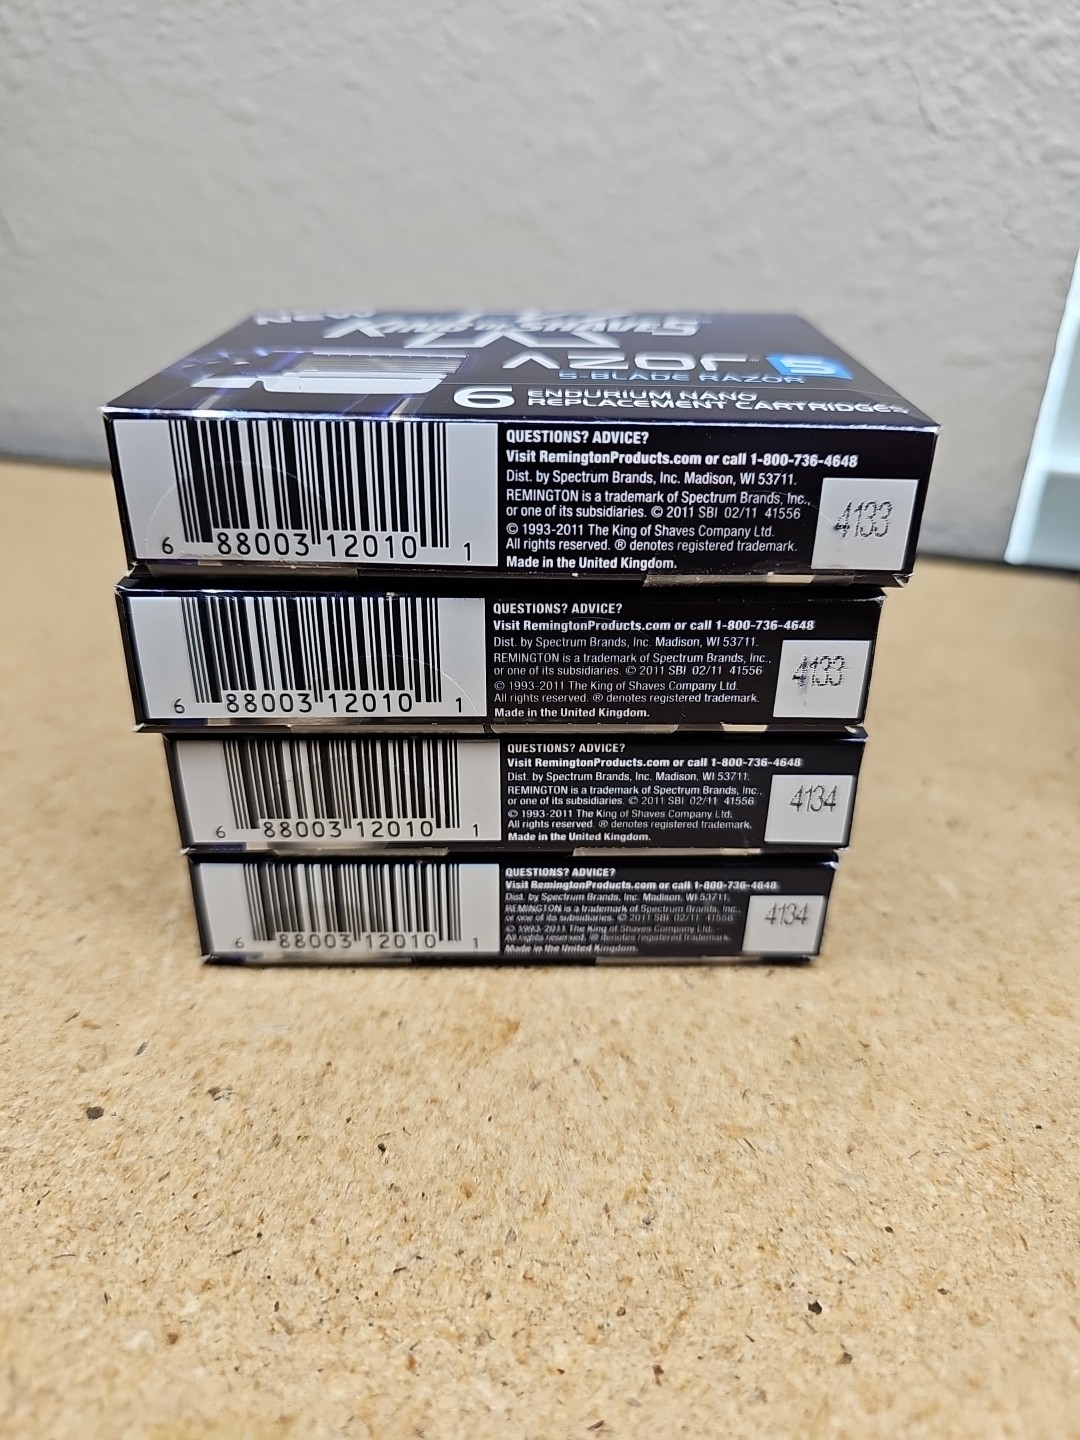 NEW
KING OF SHAVES
AZOR 5
5-BLADE RAZOR
6 ENDURIUM NANO
REPLACEMENT CARTRIDGES
6 88003 12010 1
QUESTIONS? ADVICE?
Visit RemingtonProducts.com or call 1-800-736-4648
Dist. by Spectrum Brands, Inc. Madison, WI 53711.
REMINGTON is a trademark of Spectrum Brands, Inc.,
or one of its subsidiaries. © 2011 SBI 02/11 41556
© 1993-2011 The King of Shaves Company Ltd.
All rights reserved. ® denotes registered trademark.
Made in the United Kingdom.
4133
6 88003 12010 1
QUESTIONS? ADVICE?
Visit RemingtonProducts.com or call 1-800-736-4648
Dist. by Spectrum Brands, Inc. Madison, WI 53711.
REMINGTON is a trademark of Spectrum Brands, Inc.,
or one of its subsidiaries. © 2011 SBI 02/11 41556
© 1993-2011 The King of Shaves Company Ltd.
All rights reserved. ® denotes registered trademark.
Made in the United Kingdom.
4133
6 88003 12010 1
QUESTIONS? ADVICE?
Visit RemingtonProducts.com or call 1-800-736-4648
Dist. by Spectrum Brands, Inc. Madison, WI 53711.
REMINGTON is a trademark of Spectrum Brands, Inc.,
or one of its subsidiaries. © 2011 SBI 02/11 41556
© 1993-2011 The King of Shaves Company Ltd.
All rights reserved. ® denotes registered trademark.
Made in the United Kingdom.
4134
6 88003 12010 1
QUESTIONS? ADVICE?
Visit RemingtonProducts.com or call 1-800-736-4648
Dist. by Spectrum Brands, Inc. Madison, WI 53711.
REMINGTON is a trademark of Spectrum Brands, Inc.,
or one of its subsidiaries. © 2011 SBI 02/11 41556
© 1993-2011 The King of Shaves Company Ltd.
All rights reserved. ® denotes registered trademark.
Made in the United Kingdom.
4134